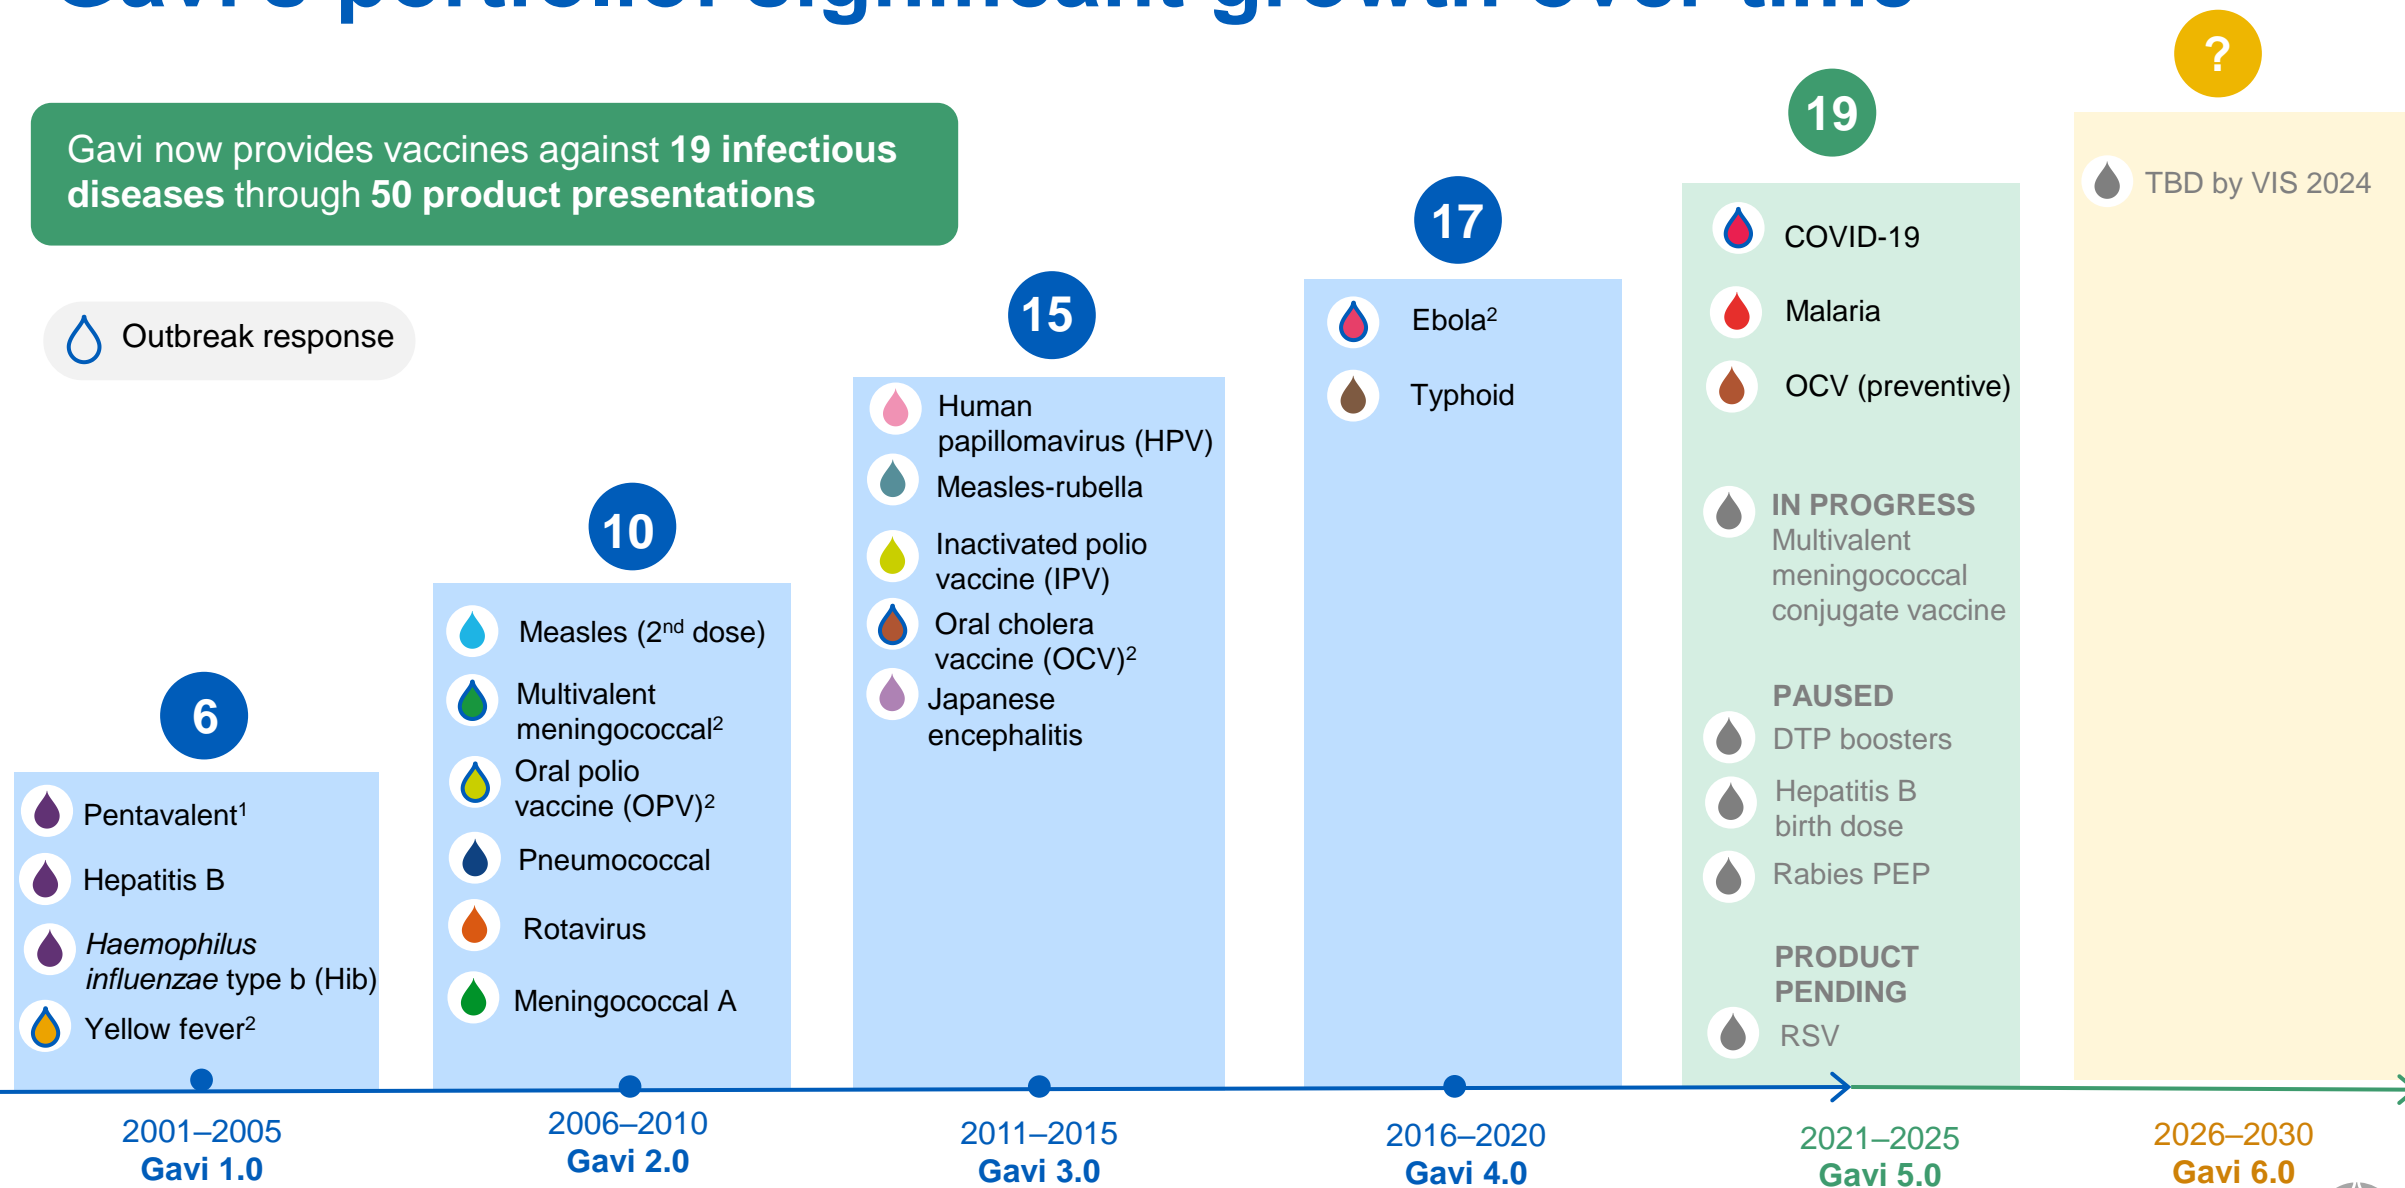 Gavi's portfolio: significant growth over time
Gavi now provides vaccines against 19 infectious
diseases through 50 product presentations
Outbreak response
6
Pentavalent¹
Hepatitis B
Haemophilus
influenzae type b (Hib)
Yellow fever²
2001–2005
Gavi 1.0
10
Measles (2nd dose)
Multivalent
meningococcal²
Oral polio
vaccine (OPV)²
Pneumococcal
Rotavirus
Meningococcal A
2006–2010
Gavi 2.0
15
Human
papillomavirus (HPV)
Measles-rubella
Inactivated polio
vaccine (IPV)
Oral cholera
vaccine (OCV)²
Japanese
encephalitis
2011–2015
Gavi 3.0
17
Ebola²
Typhoid
2016–2020
Gavi 4.0
19
COVID-19
Malaria
OCV (preventive)
IN PROGRESS
Multivalent
meningococcal
conjugate vaccine
PAUSED
DTP boosters
Hepatitis B
birth dose
Rabies PEP
PRODUCT
PENDING
RSV
2021–2025
Gavi 5.0
?
TBD by VIS 2024
2026–2030
Gavi 6.0